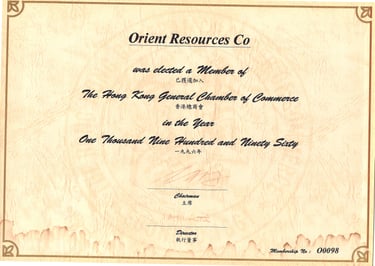 Orient Resources Co
was elected a Member of
已獲選加入
The Hong Kong General Chamber of Commerce
香港總商會
in the Year
One Thousand Nine Hundred and Ninety Sixty
一九九六年
Chairman
主席
Director
執行董事
Membership No : O0098